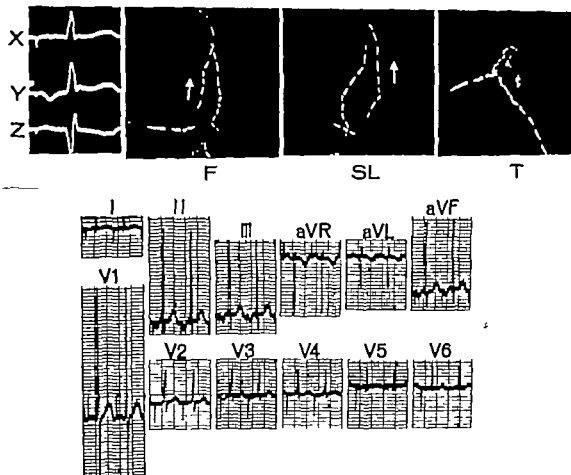 X
Y
Z
F SL T
I II III aVR aVL aVF
V1 V2 V3 V4 V5 V6